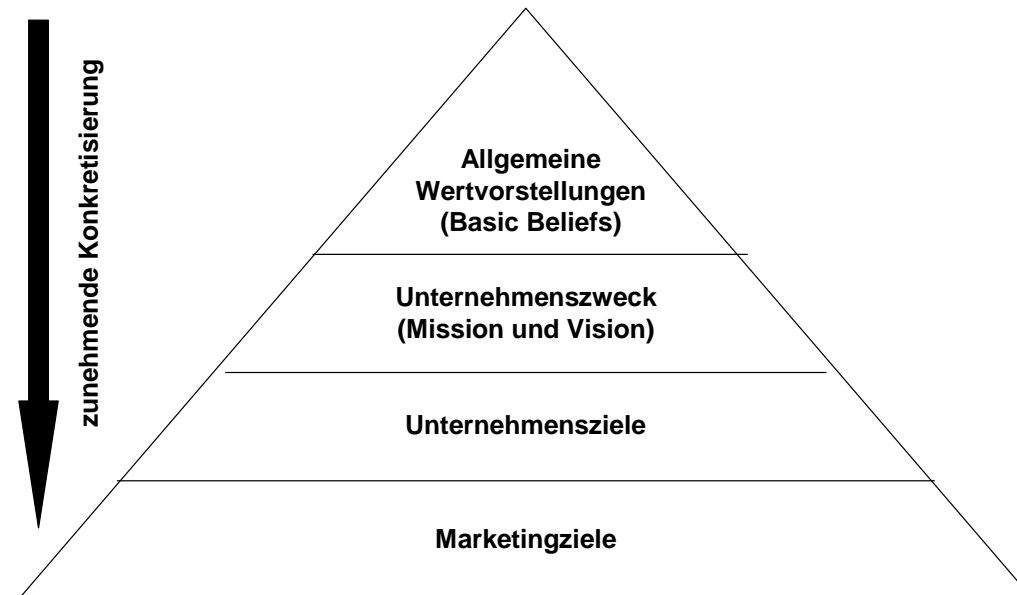 zunehmende Konkretisierung
Allgemeine
Wertvorstellungen
(Basic Beliefs)
Unternehmenszweck
(Mission und Vision)
Unternehmensziele
Marketingziele